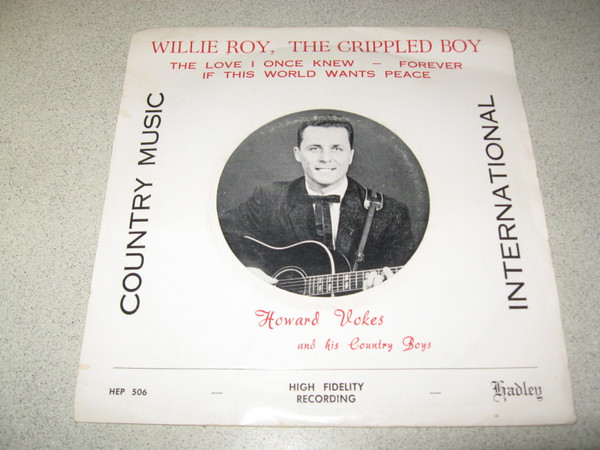 WILLIE ROY, THE CRIPPLED BOY
THE LOVE I ONCE KNEW — FOREVER
IF THIS WORLD WANTS PEACE
COUNTRY MUSIC
INTERNATIONAL
Howard Vokes
and his Country Boys
HEP 506 — HIGH FIDELITY — Hadley
RECORDING